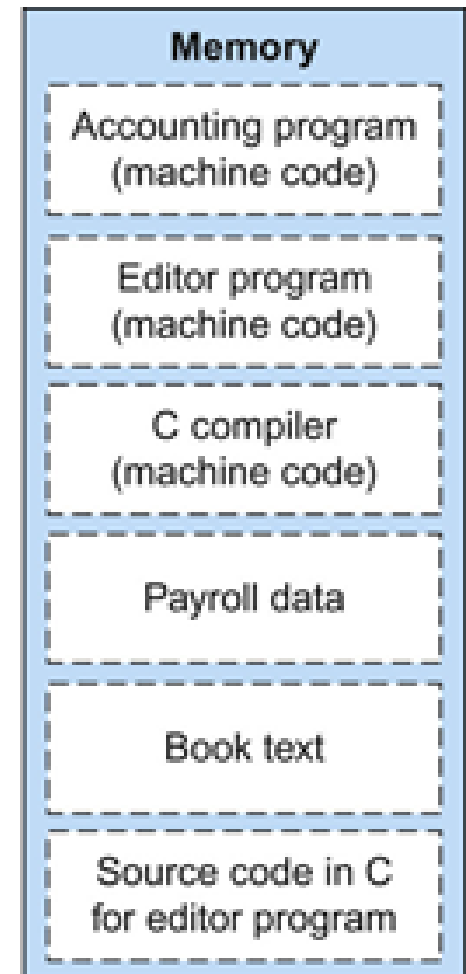 Memory
Accounting program
(machine code)
Editor program
(machine code)
C compiler
(machine code)
Payroll data
Book text
Source code in C
for editor program